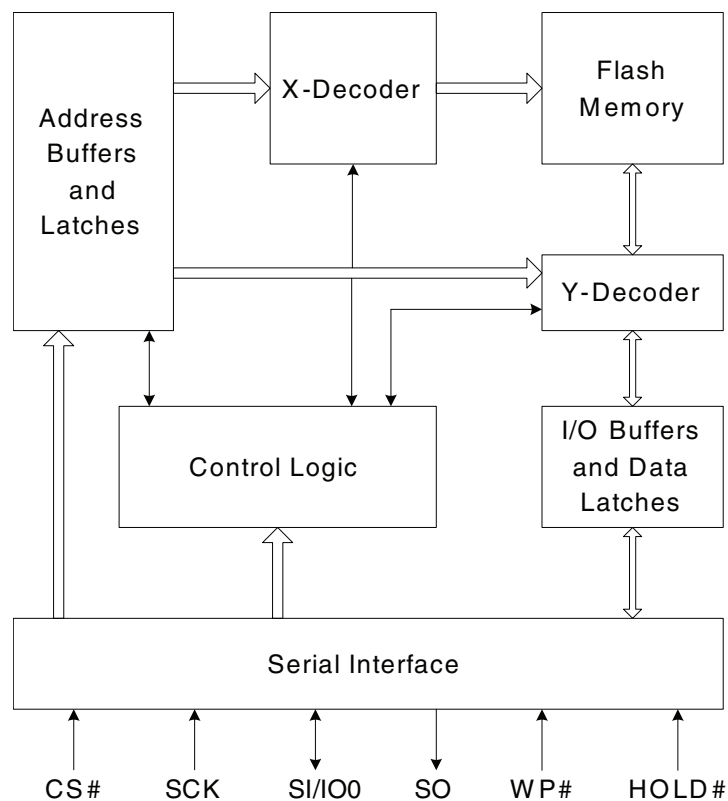 Address
Buffers
and
Latches
X-Decoder
Flash
Memory
Y-Decoder
Control Logic
I/O Buffers
and Data
Latches
Serial Interface
CS#
SCK
SI/IO0
SO
WP#
HOLD#